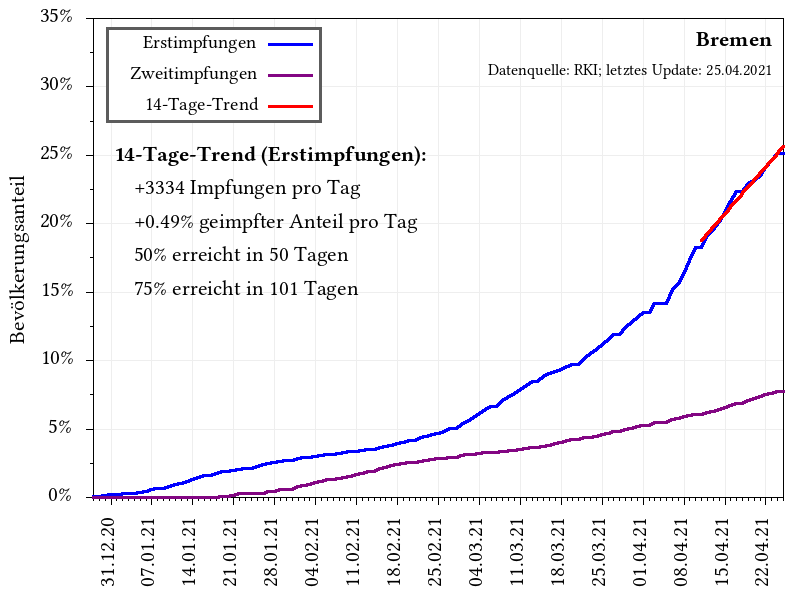 35%
30%
25%
20%
15%
10%
5%
0%
Bevölkerungsanteil
Erstimpfungen
Zweitimpfungen
14-Tage-Trend
Bremen
Datenquelle: RKI; letztes Update: 25.04.2021
14-Tage-Trend (Erstimpfungen):
+3334 Impfungen pro Tag
+0.49% geimpfter Anteil pro Tag
50% erreicht in 50 Tagen
75% erreicht in 101 Tagen
31.12.20
07.01.21
14.01.21
21.01.21
28.01.21
04.02.21
11.02.21
18.02.21
25.02.21
04.03.21
11.03.21
18.03.21
25.03.21
01.04.21
08.04.21
15.04.21
22.04.21